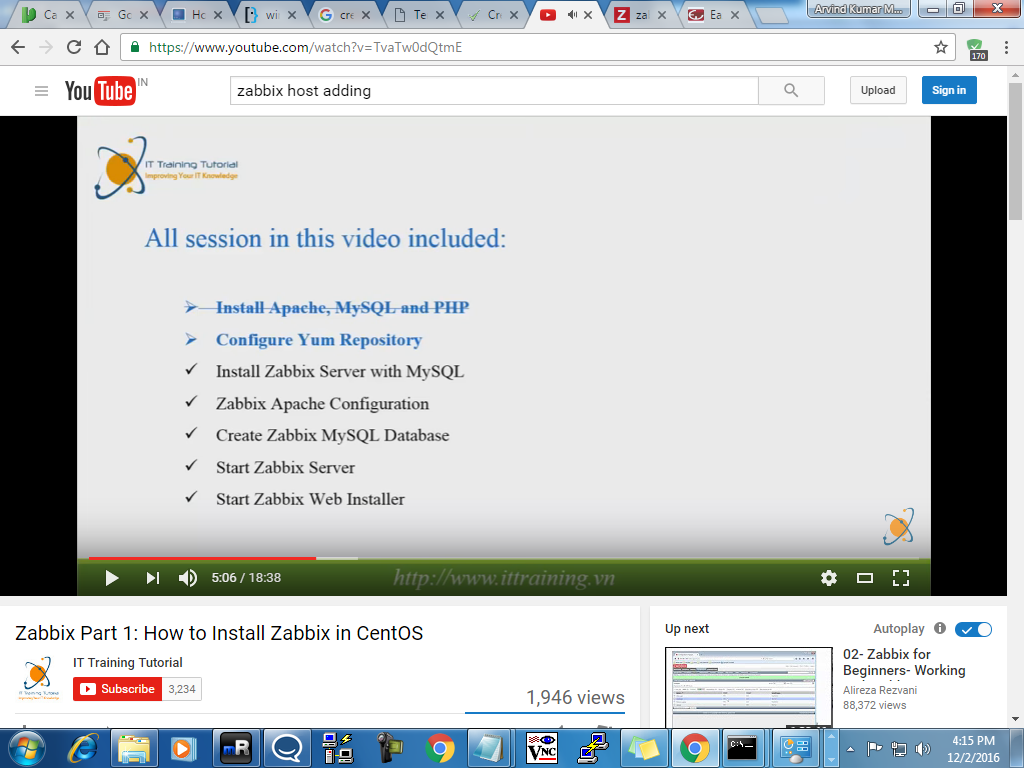 Ca
Go
Ho
wi
cre
Te
Cre
zal
Ea
Arvind Kumar M...
https://www.youtube.com/watch?v=TvaTw0dQtmE
170
YouTube IN
zabbix host adding
Upload
Sign in
IT Training Tutorial
Improving Your IT Knowledge
All session in this video included:
Install Apache, MySQL and PHP
Configure Yum Repository
Install Zabbix Server with MySQL
Zabbix Apache Configuration
Create Zabbix MySQL Database
Start Zabbix Server
Start Zabbix Web Installer
5:06 / 18:38
http://www.ittraining.vn
Zabbix Part 1: How to Install Zabbix in CentOS
IT Training Tutorial
Subscribe 3,234
1,946 views
Up next
Autoplay
02- Zabbix for
Beginners- Working
Alireza Rezvani
88,372 views
mR
VNC
C:\_
4:15 PM
12/2/2016